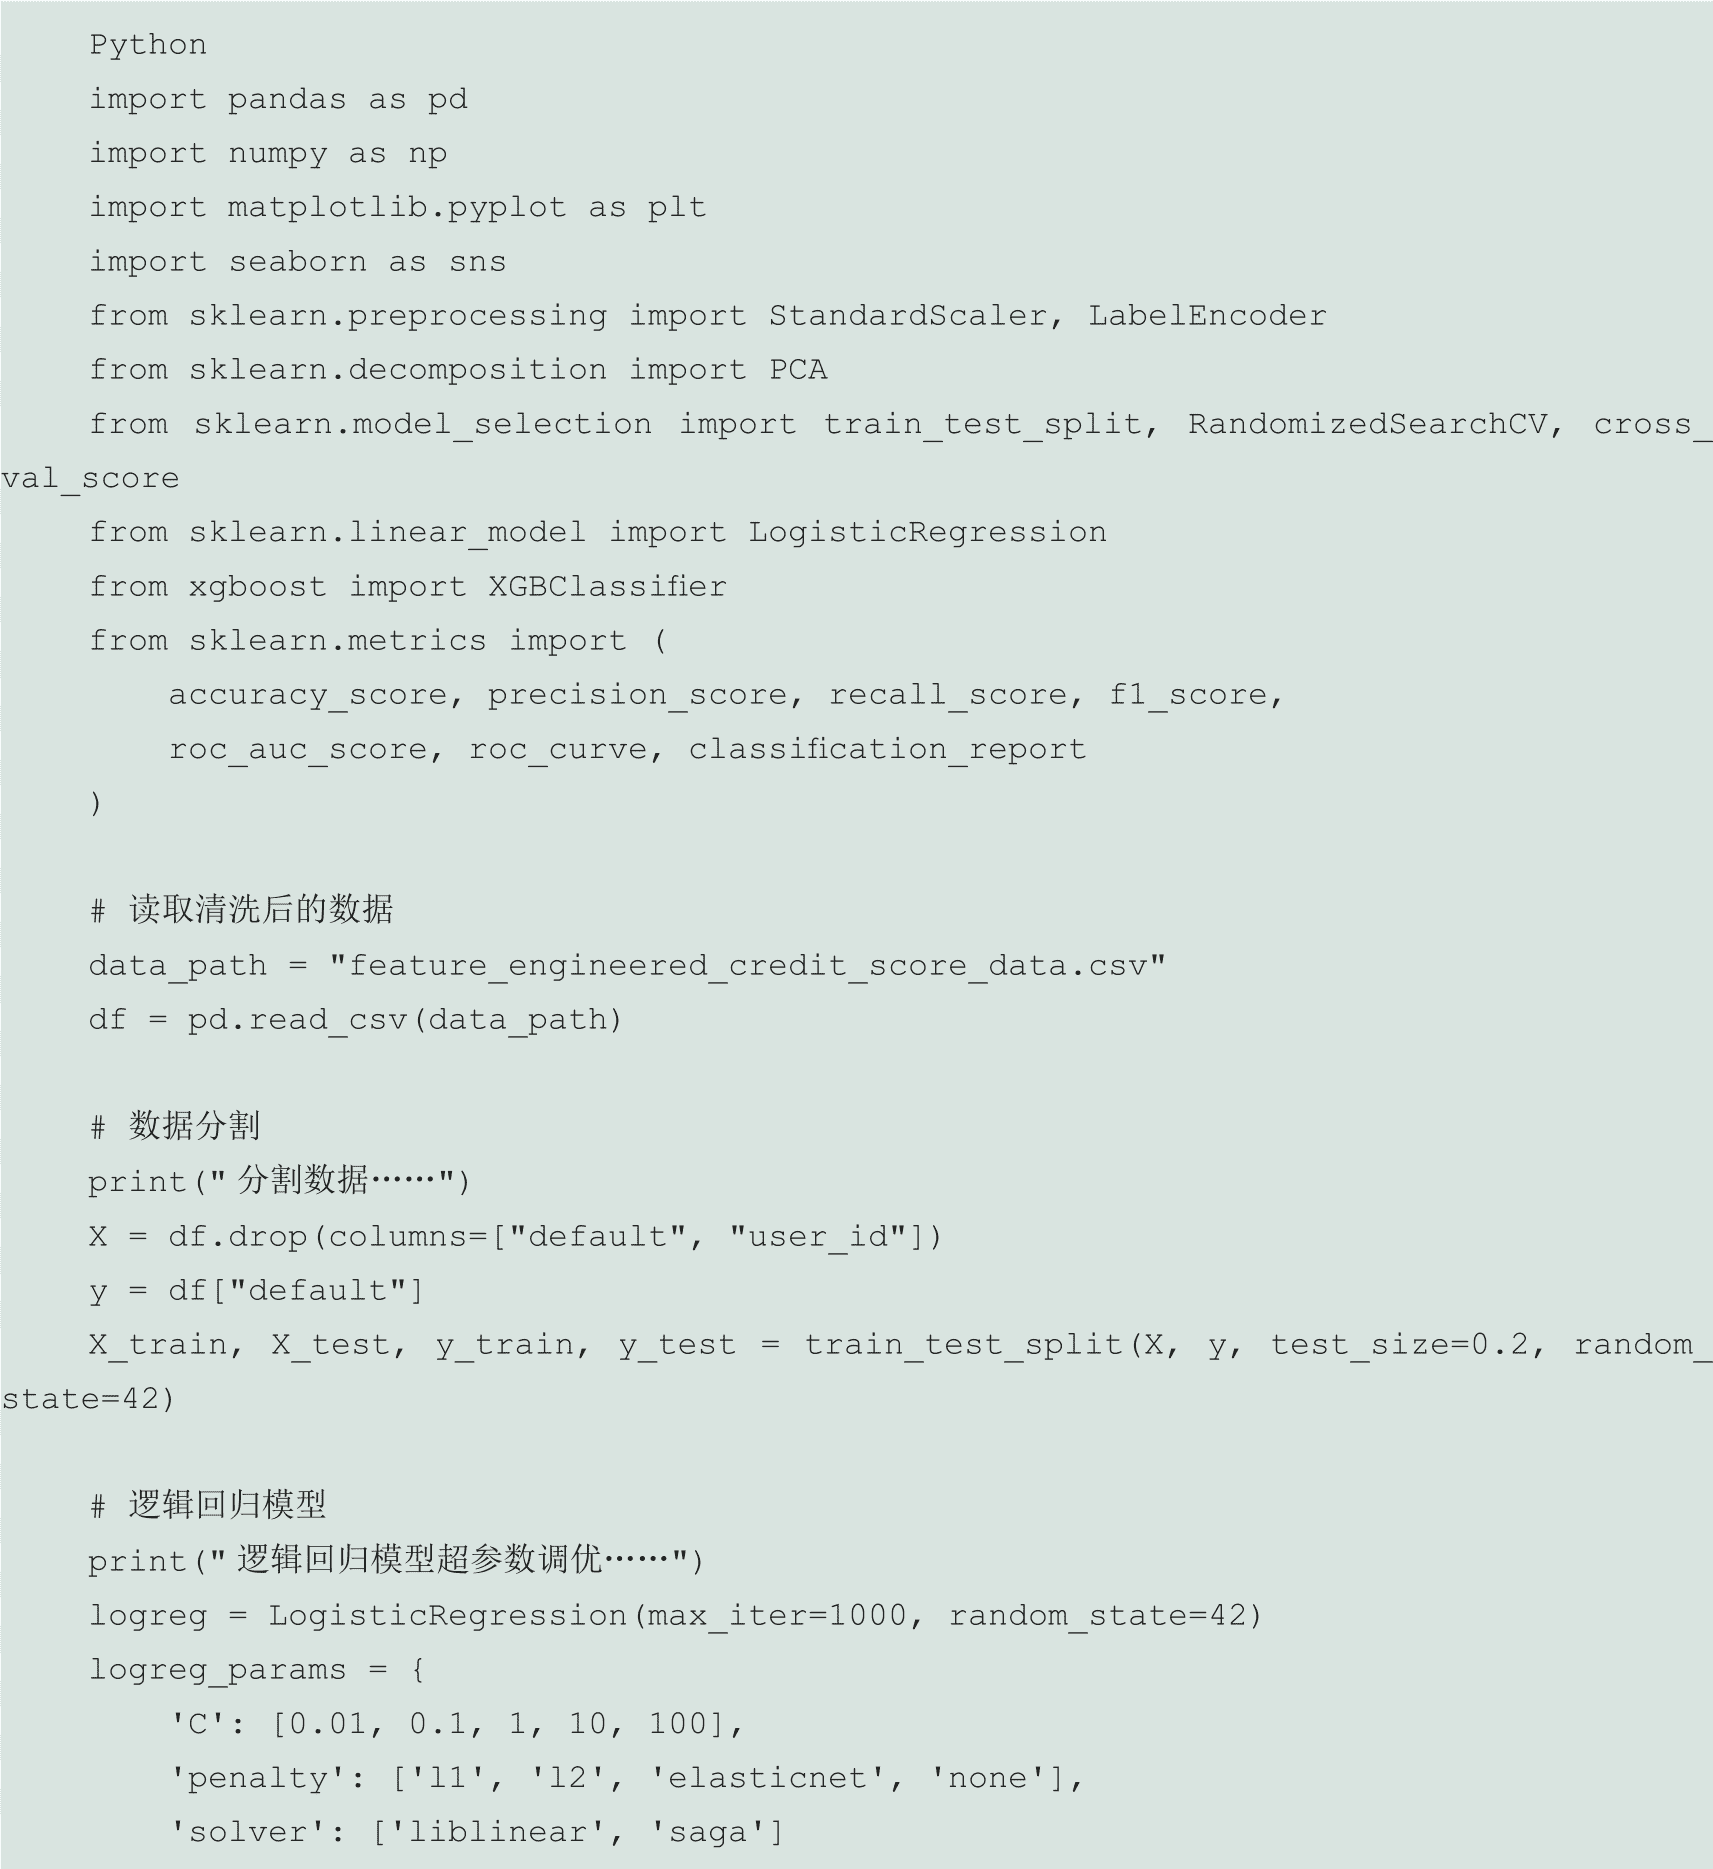 Python
import pandas as pd
import numpy as np
import matplotlib.pyplot as plt
import seaborn as sns
from sklearn.preprocessing import StandardScaler, LabelEncoder
from sklearn.decomposition import PCA
from sklearn.model_selection import train_test_split, RandomizedSearchCV, cross_
val_score
from sklearn.linear_model import LogisticRegression
from xgboost import XGBClassifier
from sklearn.metrics import (
    accuracy_score, precision_score, recall_score, f1_score,
    roc_auc_score, roc_curve, classification_report
)
# 读取清洗后的数据
data_path = "feature_engineered_credit_score_data.csv"
df = pd.read_csv(data_path)
# 数据分割
print(" 分割数据……")
X = df.drop(columns=["default", "user_id"])
y = df["default"]
X_train, X_test, y_train, y_test = train_test_split(X, y, test_size=0.2, random_
state=42)
# 逻辑回归模型
print(" 逻辑回归模型超参数调优……")
logreg = LogisticRegression(max_iter=1000, random_state=42)
logreg_params = {
    'C': [0.01, 0.1, 1, 10, 100],
    'penalty': ['l1', 'l2', 'elasticnet', 'none'],
    'solver': ['liblinear', 'saga']